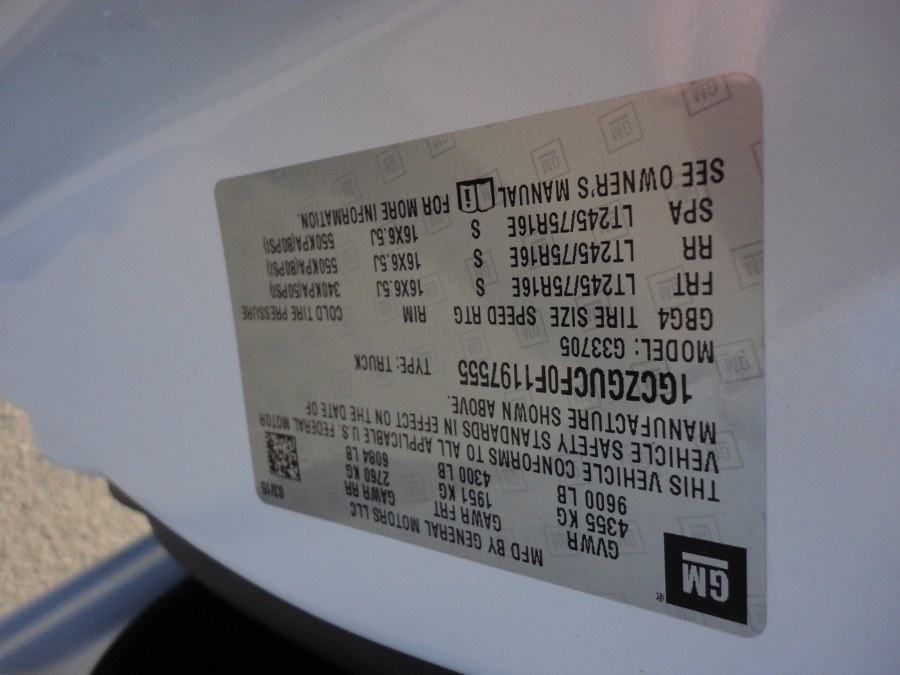 GM
MFD BY GENERAL MOTORS LLC
03/15
GVWR GAWR FRT GAWR RR
4355 KG 1951 KG 2760 KG
9600 LB 4300 LB 6084 LB
THIS VEHICLE CONFORMS TO ALL APPLICABLE U.S. FEDERAL MOTOR
VEHICLE SAFETY STANDARDS IN EFFECT ON THE DATE OF
MANUFACTURE SHOWN ABOVE.
1GCZGUCF0F1197555 TYPE: TRUCK
MODEL: G33705
GBG4 TIRE SIZE SPEED RTG RIM COLD TIRE PRESSURE
FRT LT245/75R16E S 16X6.5J 340KPA(50PSI)
RR LT245/75R16E S 16X6.5J 550KPA(80PSI)
SPA LT245/75R16E S 16X6.5J 550KPA(80PSI)
SEE OWNER'S MANUAL FOR MORE INFORMATION.